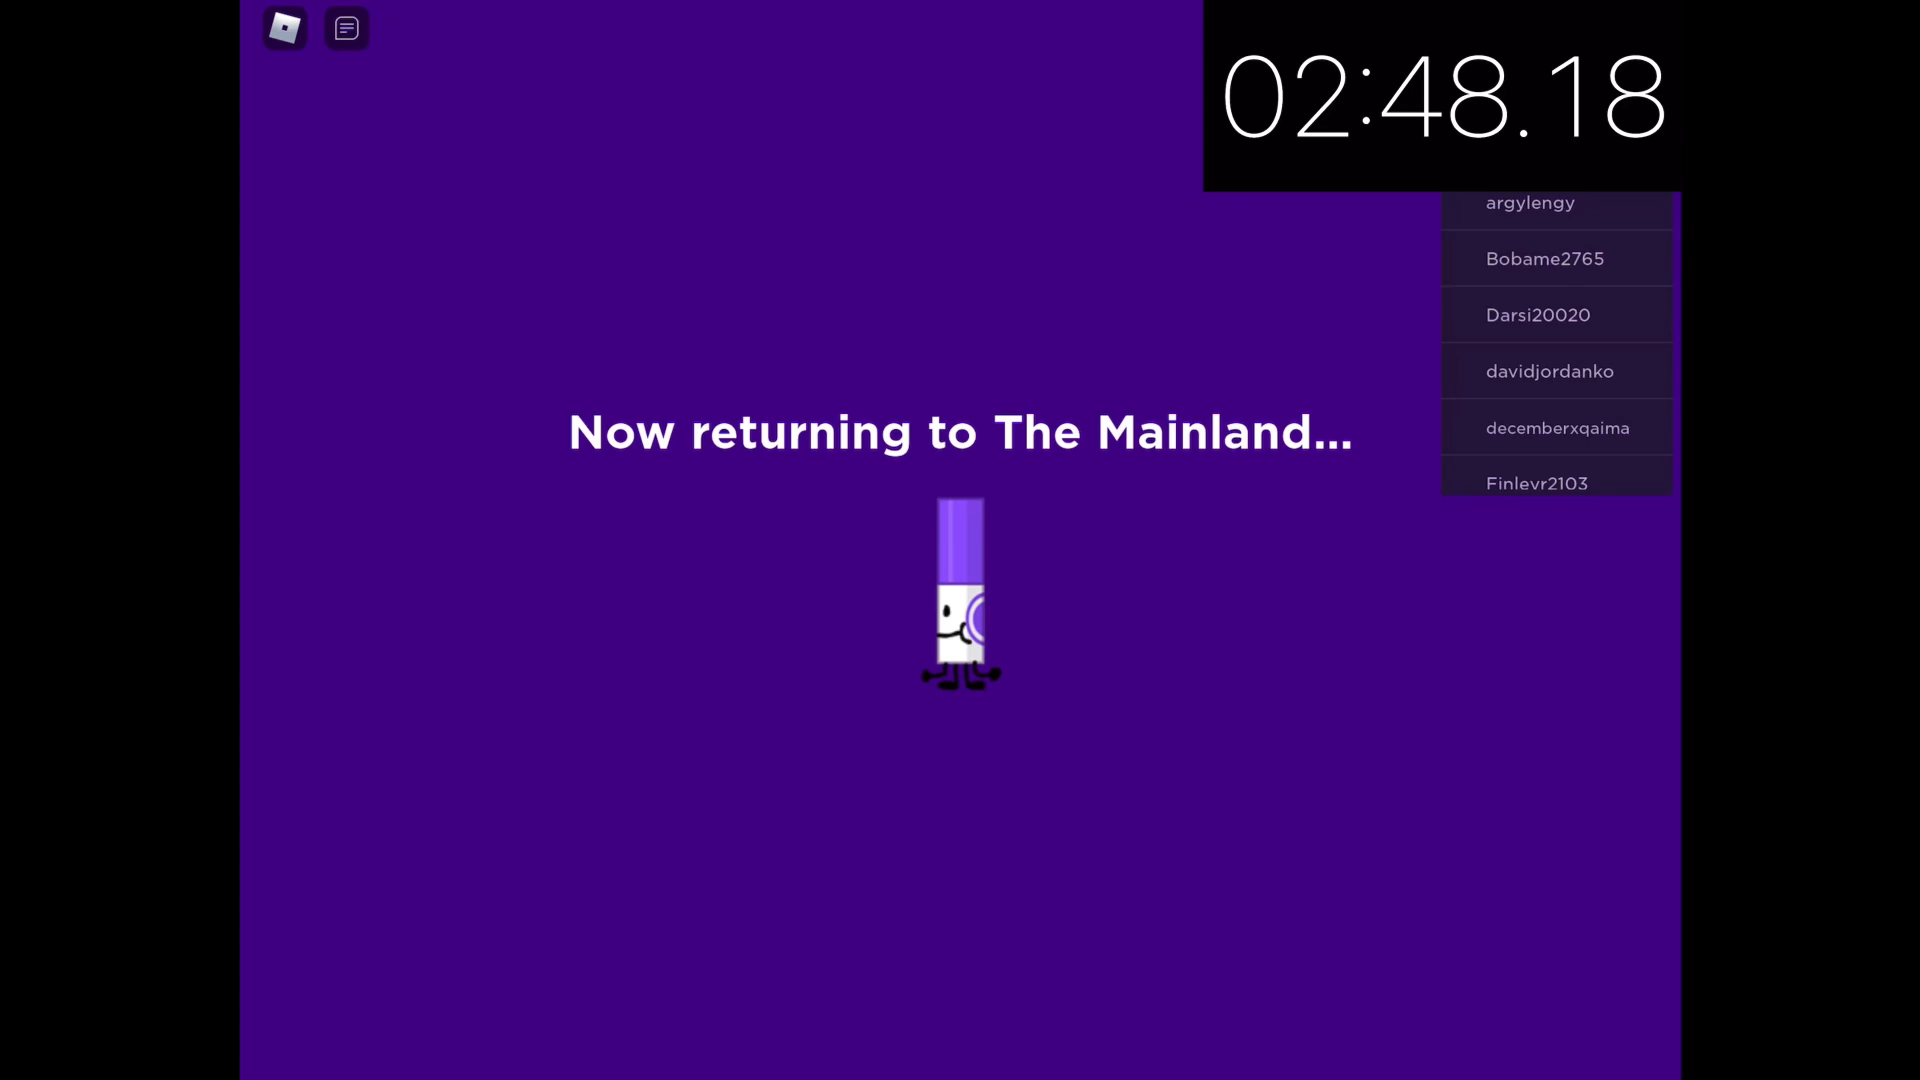 02:48.18
argylengy
Bobame2765
Darsi20020
davidjordanko
decemberxqaima
Finlevr2103
Now returning to The Mainland...